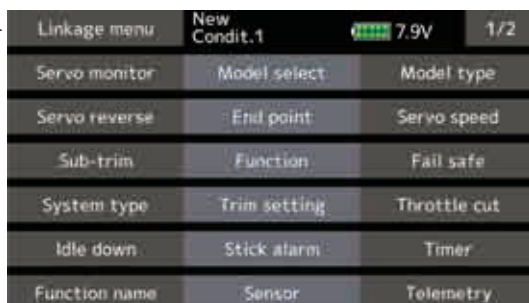 Linkage menu New Condit.1 7.9V 1/2
Servo monitor Model select Model type
Servo reverse End point Servo speed
Sub-trim Function Fail safe
System type Trim setting Throttle cut
Idle down Stick alarm Timer
Function name Sensor Telemetry